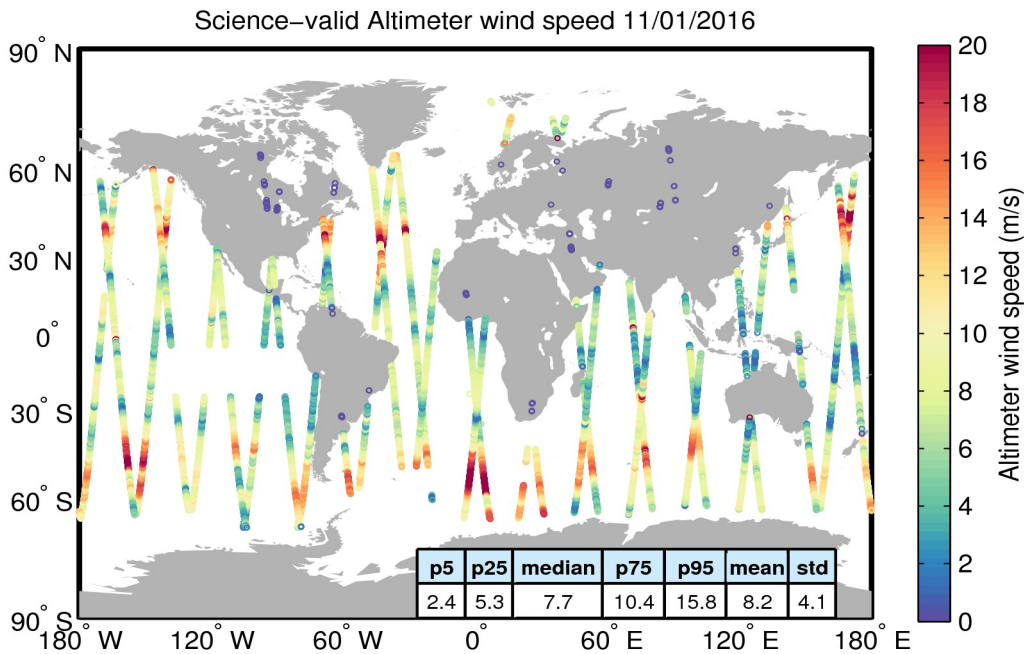 Science−valid Altimeter wind speed 11/01/2016
90° N
60° N
30° N
0°
30° S
60° S
90° S
180° W
120° W
60° W
0°
60° E
120° E
180° E
p5 p25 median p75 p95 mean std
2.4 5.3 7.7 10.4 15.8 8.2 4.1
20
18
16
14
12
10
8
6
4
2
0
Altimeter wind speed (m/s)